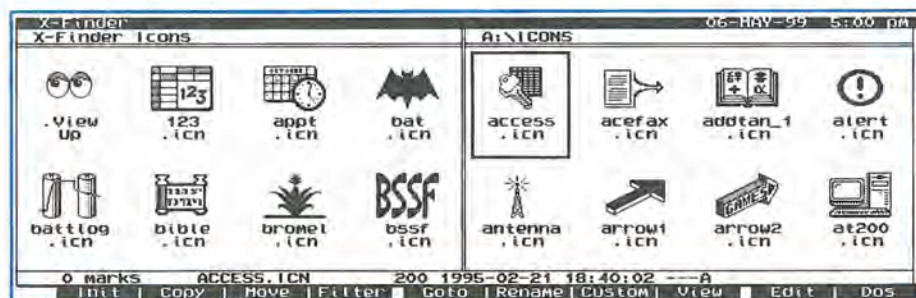 X-Finder 06-MAY-99 5:00 pm
X-Finder Icons A:\ICONS
.View Up
123 .icn
appt .icn
bat .icn
access .icn
acefax .icn
addtan_1 .icn
alert .icn
BSSF
GAMES
battlog .icn
bible .icn
bromel .icn
bssf .icn
antenna .icn
arrow1 .icn
arrow2 .icn
at200 .icn
0 marks ACCESS.ICN 200 1995-02-21 18:40:02 ---A
Init | Copy | Move | Filter Goto | Rename | Custom | View | Edit | Dos